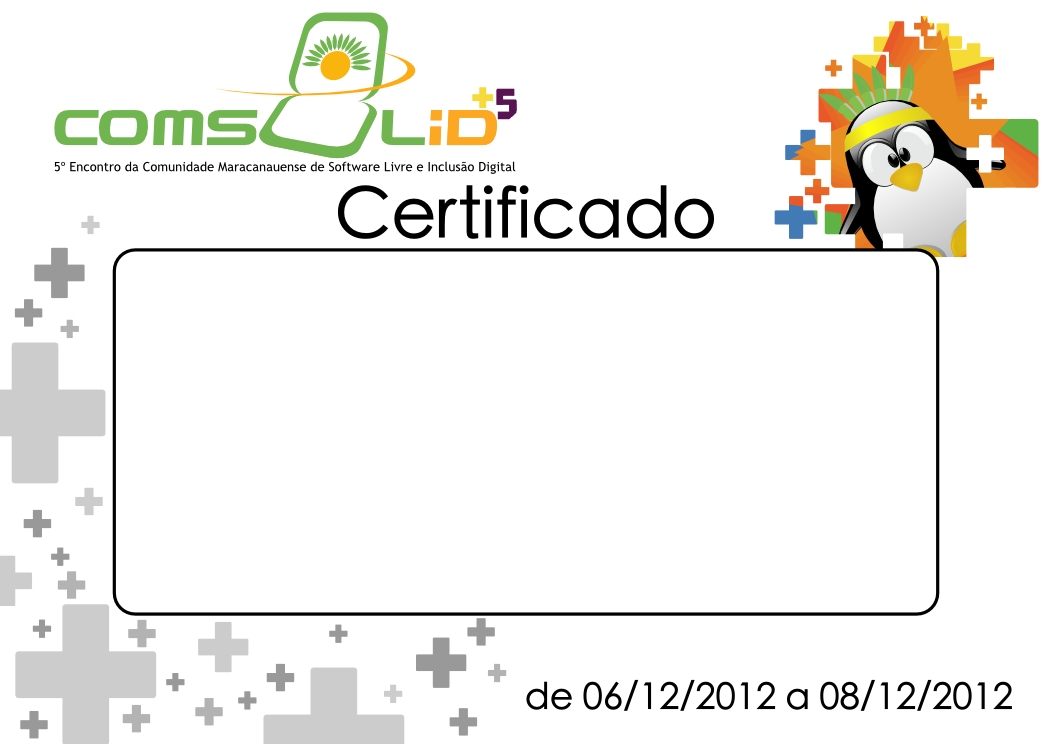 COMSOLiD+5
5º Encontro da Comunidade Maracanauense de Software Livre e Inclusão Digital
Certificado
de 06/12/2012 a 08/12/2012